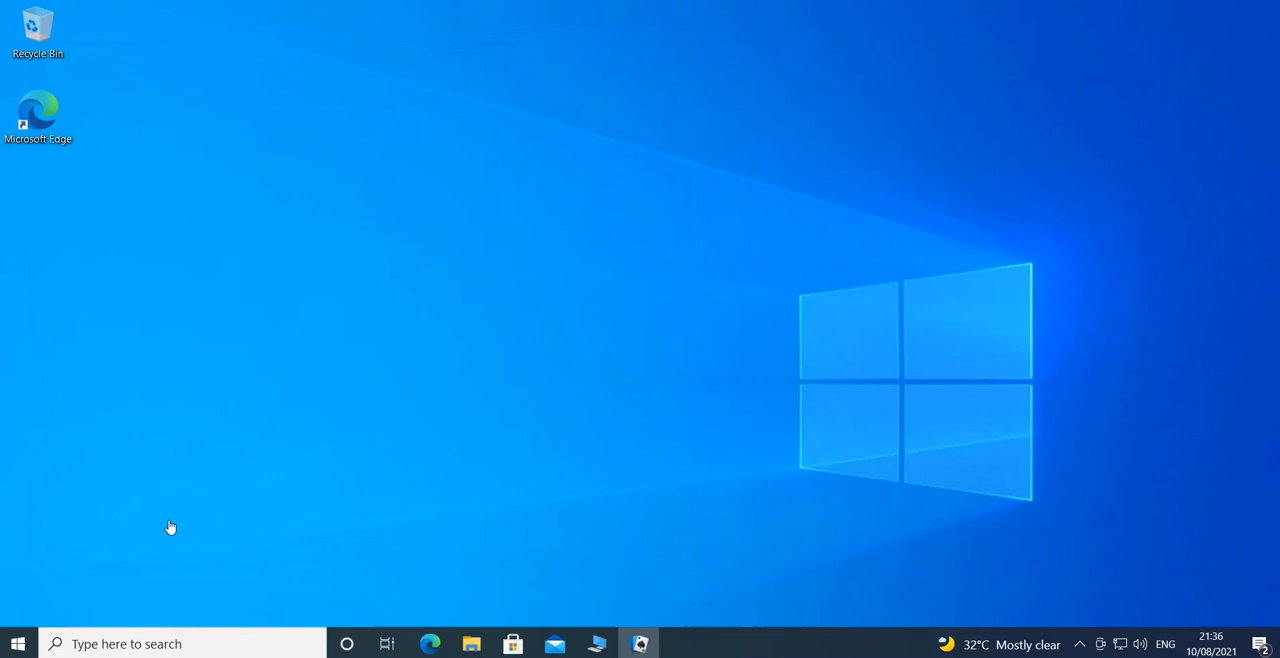 Recycle Bin
Microsoft Edge
Type here to search
32°C Mostly clear
ENG
21:36
10/08/2021
2